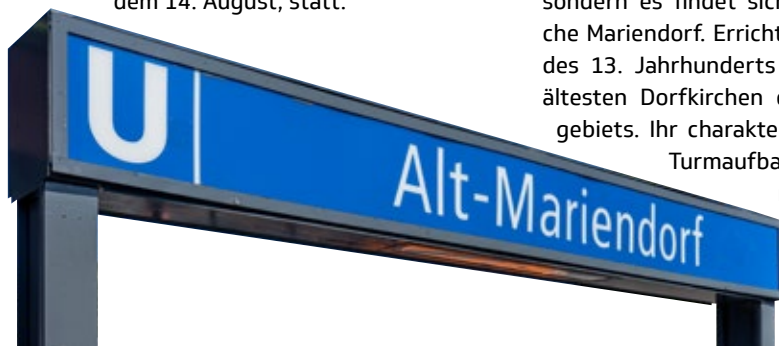 dem 14. August, statt.
sondern es findet sich
che Mariendorf. Erricht
des 13. Jahrhunderts
ältesten Dorfkirchen
gebiets. Ihr charakte
Turmaufba
U Alt-Mariendorf